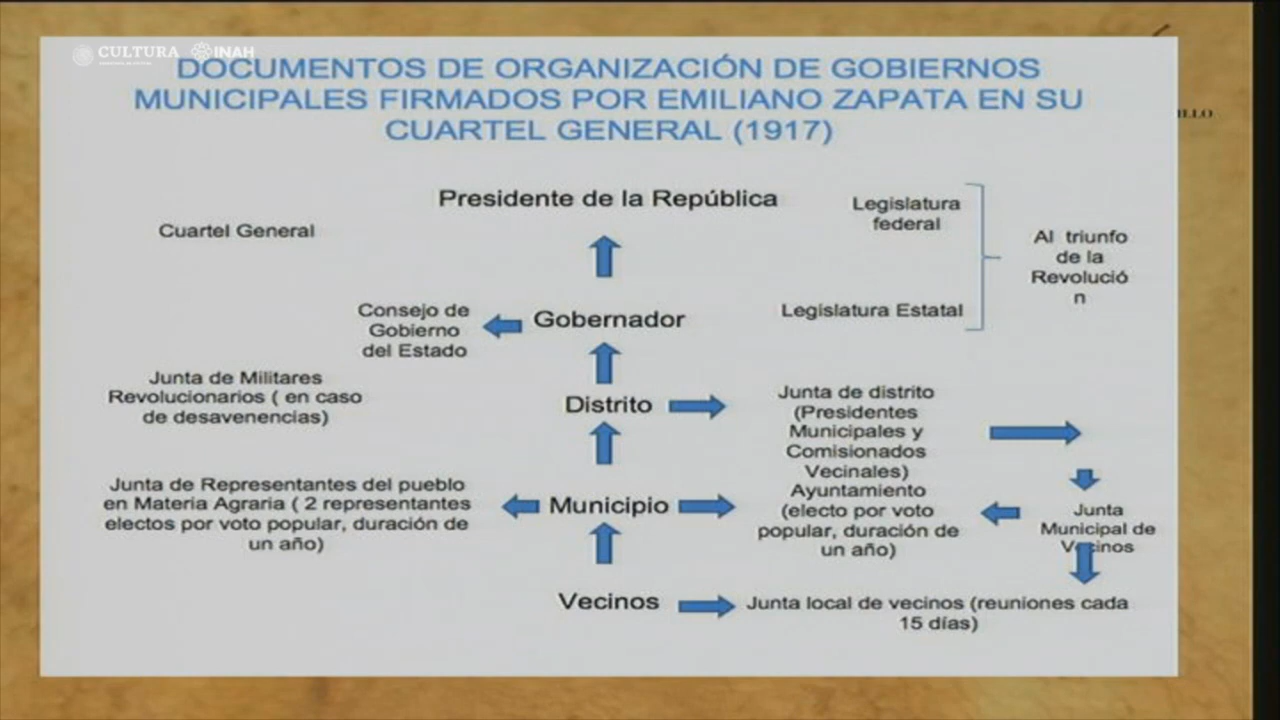 CULTURA INAH
DOCUMENTOS DE ORGANIZACIÓN DE GOBIERNOS
MUNICIPALES FIRMADOS POR EMILIANO ZAPATA EN SU
CUARTEL GENERAL (1917)
Presidente de la República
Legislatura
federal
Cuartel General
Al triunfo
de la
Revolució
n
Consejo de
Gobierno
del Estado
Gobernador
Legislatura Estatal
Junta de Militares
Revolucionarios ( en caso
de desavenencias)
Distrito
Junta de distrito
(Presidentes
Municipales y
Comisionados
Vecinales)
Junta de Representantes del pueblo
en Materia Agraria ( 2 representantes
electos por voto popular, duración de
un año)
Municipio
Ayuntamiento
(electo por voto
popular, duración de
un año)
Junta
Municipal de
Vecinos
Vecinos
Junta local de vecinos (reuniones cada
15 días)